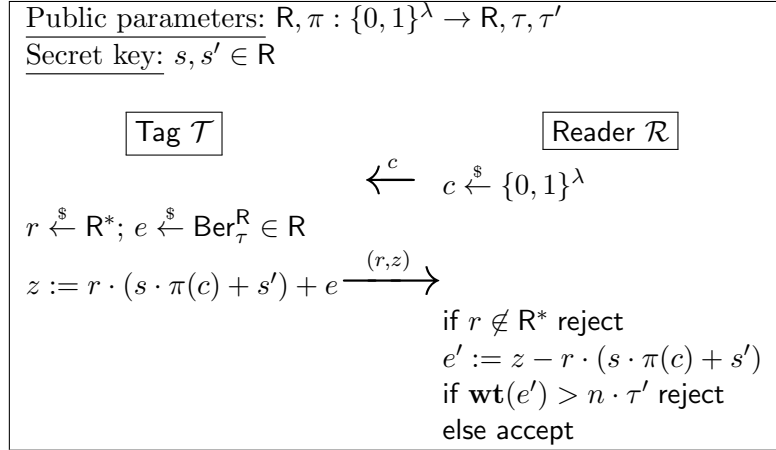 Public parameters: R, π : {0, 1}^λ → R, τ, τ′
Secret key: s, s′ ∈ R
Tag 𝒯
Reader ℛ
c
←
c ←$ {0, 1}^λ
r ←$ R*; e ←$ Ber_τ^R ∈ R
(r,z)
z := r · (s · π(c) + s′) + e ⟶
if r ∉ R* reject
e′ := z − r · (s · π(c) + s′)
if wt(e′) > n · τ′ reject
else accept